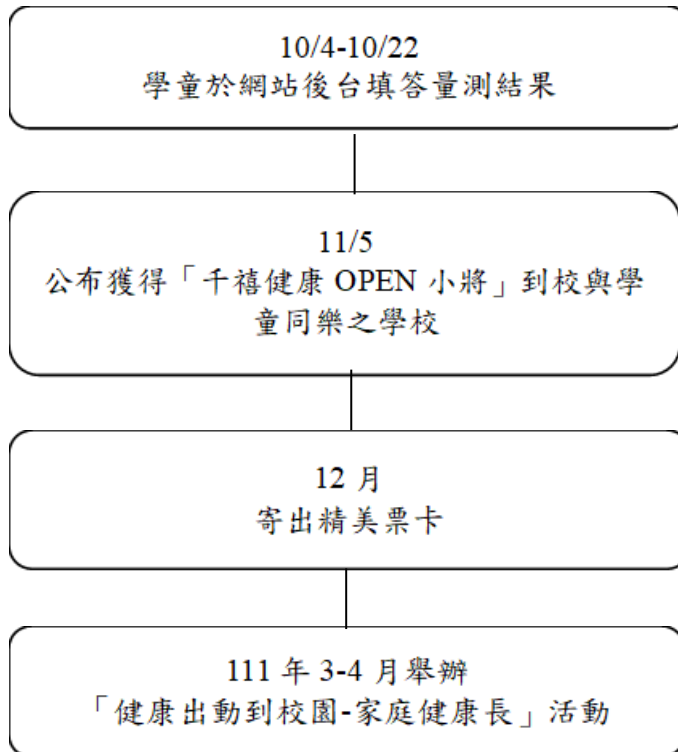 10/4-10/22
學童於網站後台填答量測結果
11/5
公布獲得「千禧健康 OPEN 小將」到校與學
童同樂之學校
12 月
寄出精美票卡
111 年 3-4 月舉辦
「健康出動到校園-家庭健康長」活動